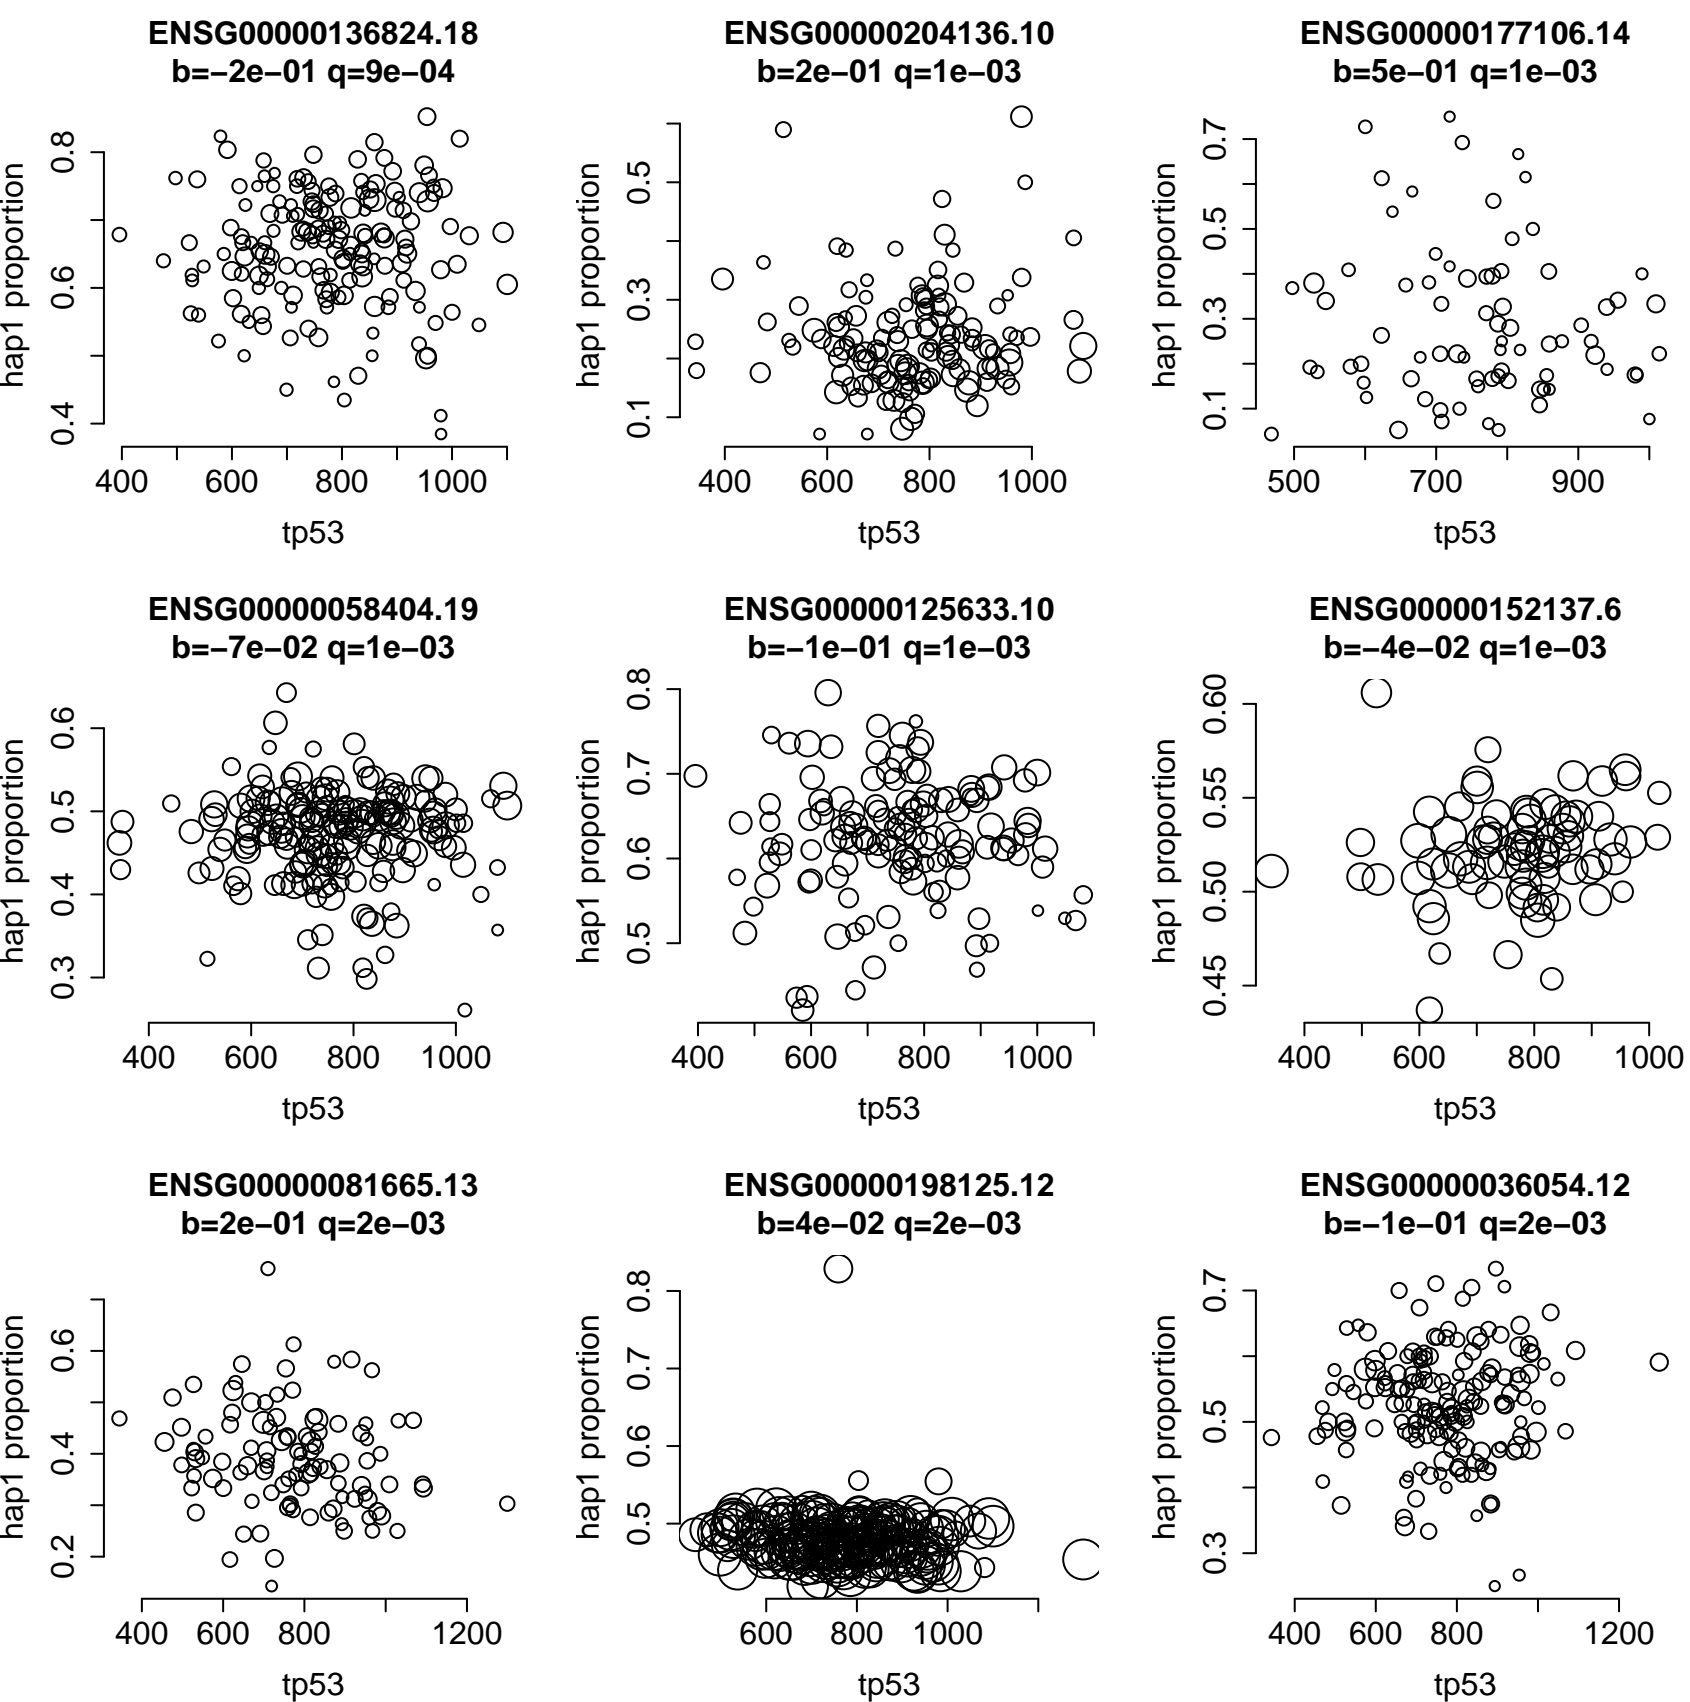 ENSG00000136824.18
b=−2e−01 q=9e−04
hap1 proportion
0.4 0.6 0.8
400 600 800 1000
tp53
ENSG00000204136.10
b=2e−01 q=1e−03
hap1 proportion
0.1 0.3 0.5
400 600 800 1000
tp53
ENSG00000177106.14
b=5e−01 q=1e−03
hap1 proportion
0.1 0.3 0.5 0.7
500 700 900
tp53
ENSG00000058404.19
b=−7e−02 q=1e−03
hap1 proportion
0.3 0.4 0.5 0.6
400 600 800 1000
tp53
ENSG00000125633.10
b=−1e−01 q=1e−03
hap1 proportion
0.5 0.6 0.7 0.8
400 600 800 1000
tp53
ENSG00000152137.6
b=−4e−02 q=1e−03
hap1 proportion
0.45 0.50 0.55 0.60
400 600 800 1000
tp53
ENSG00000081665.13
b=2e−01 q=2e−03
hap1 proportion
0.2 0.4 0.6
400 600 800 1200
tp53
ENSG00000198125.12
b=4e−02 q=2e−03
hap1 proportion
0.5 0.6 0.7 0.8
600 800 1000
tp53
ENSG00000036054.12
b=−1e−01 q=2e−03
hap1 proportion
0.3 0.5 0.7
400 600 800 1200
tp53